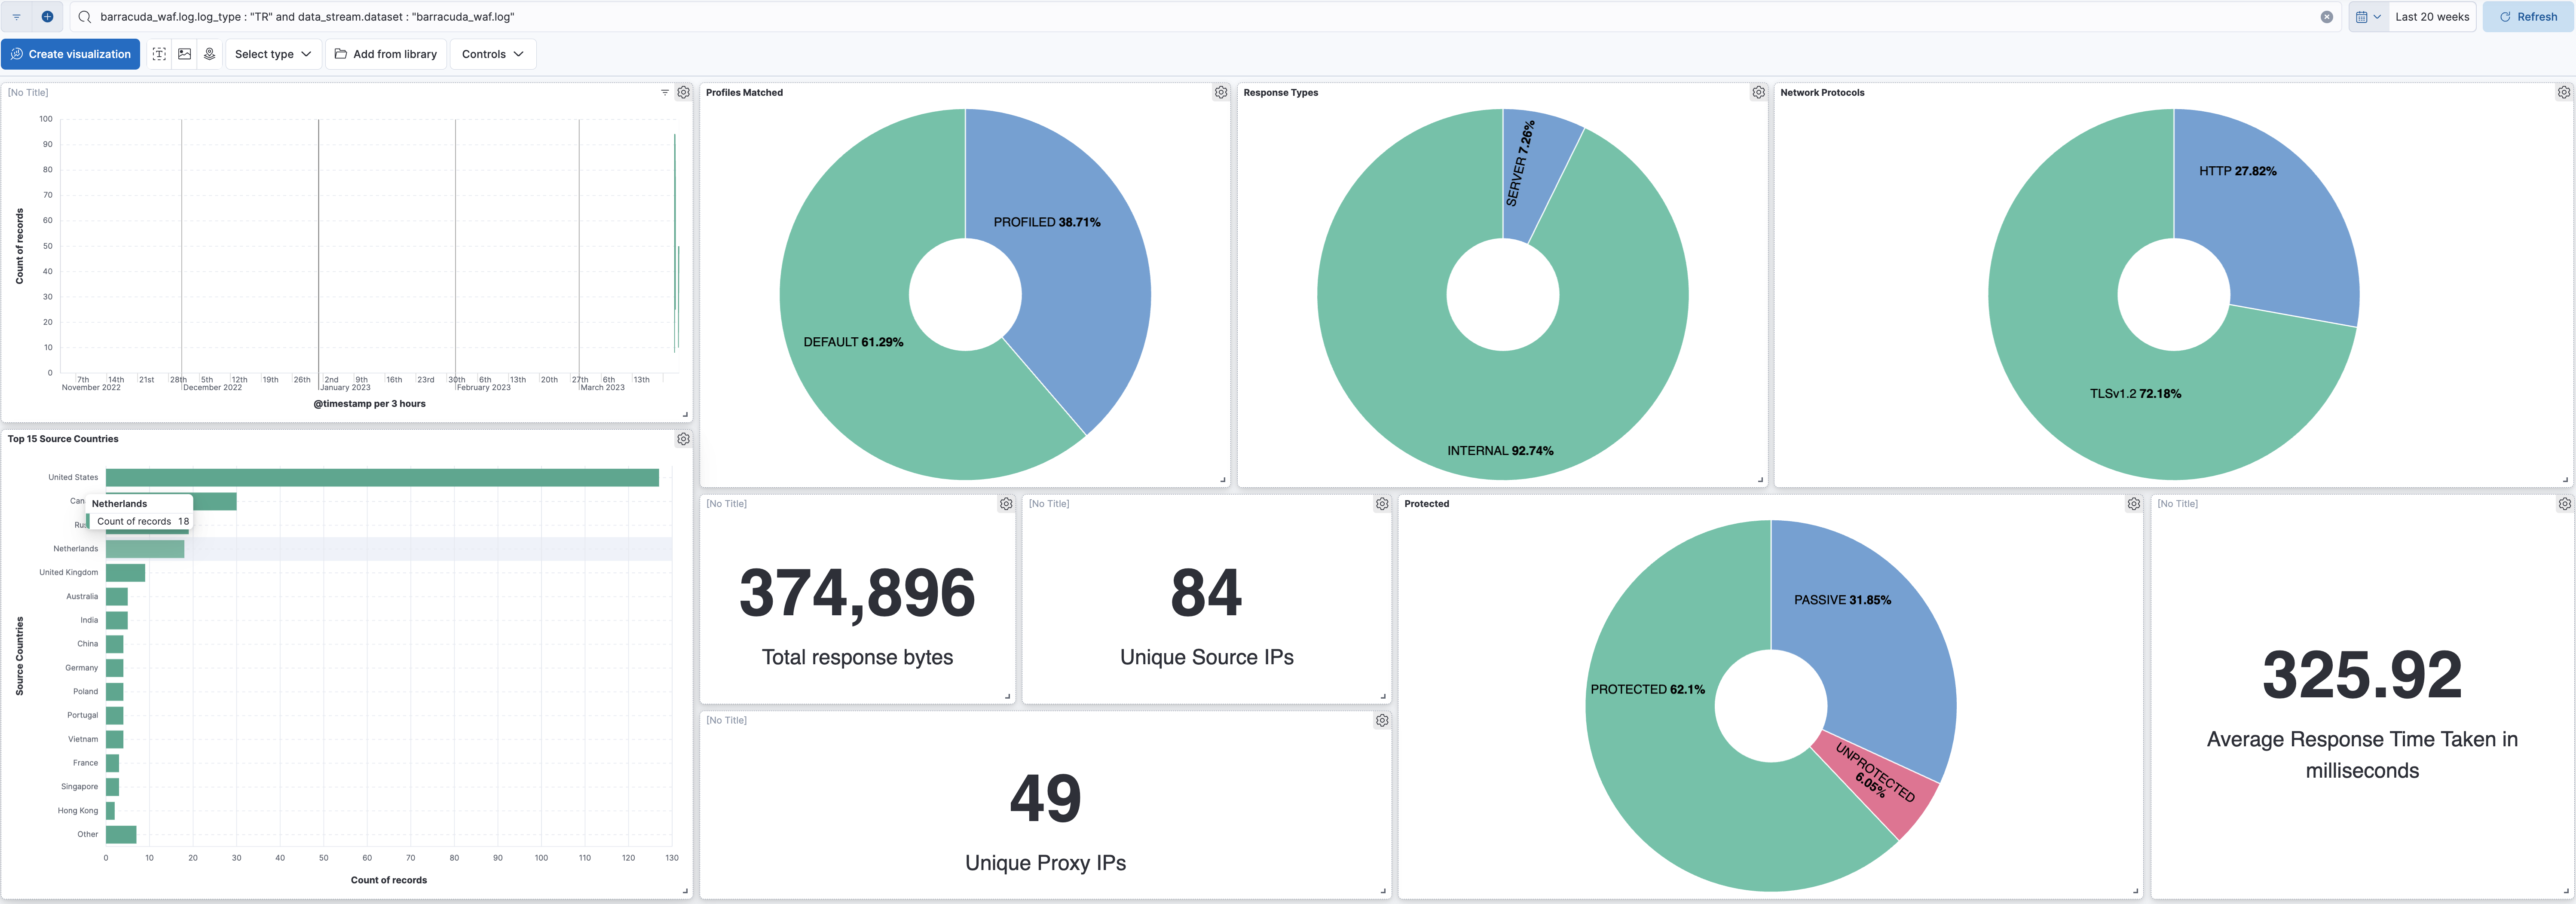 barracuda_waf.log.log_type : "TR" and data_stream.dataset : "barracuda_waf.log"
Last 20 weeks
Refresh
Create visualization
Select type
Add from library
Controls
[No Title]
100
90
80
70
60
50
40
30
20
10
0
Count of records
7th 14th 21st 28th 5th 12th 19th 26th 2nd 9th 16th 23rd 30th 6th 13th 20th 27th 6th 13th
November 2022 December 2022 January 2023 February 2023 March 2023
@timestamp per 3 hours
Profiles Matched
PROFILED 38.71%
DEFAULT 61.29%
Response Types
SERVER 7.26%
INTERNAL 92.74%
Network Protocols
HTTP 27.82%
TLSv1.2 72.18%
Top 15 Source Countries
Source Countries
United States
Can
Netherlands
Count of records 18
Ru
Netherlands
United Kingdom
Australia
India
China
Germany
Poland
Portugal
Vietnam
France
Singapore
Hong Kong
Other
0 10 20 30 40 50 60 70 80 90 100 110 120 130
Count of records
[No Title]
374,896
Total response bytes
[No Title]
84
Unique Source IPs
[No Title]
49
Unique Proxy IPs
Protected
PASSIVE 31.85%
PROTECTED 62.1%
UNPROTECTED
6.05%
[No Title]
325.92
Average Response Time Taken in
milliseconds